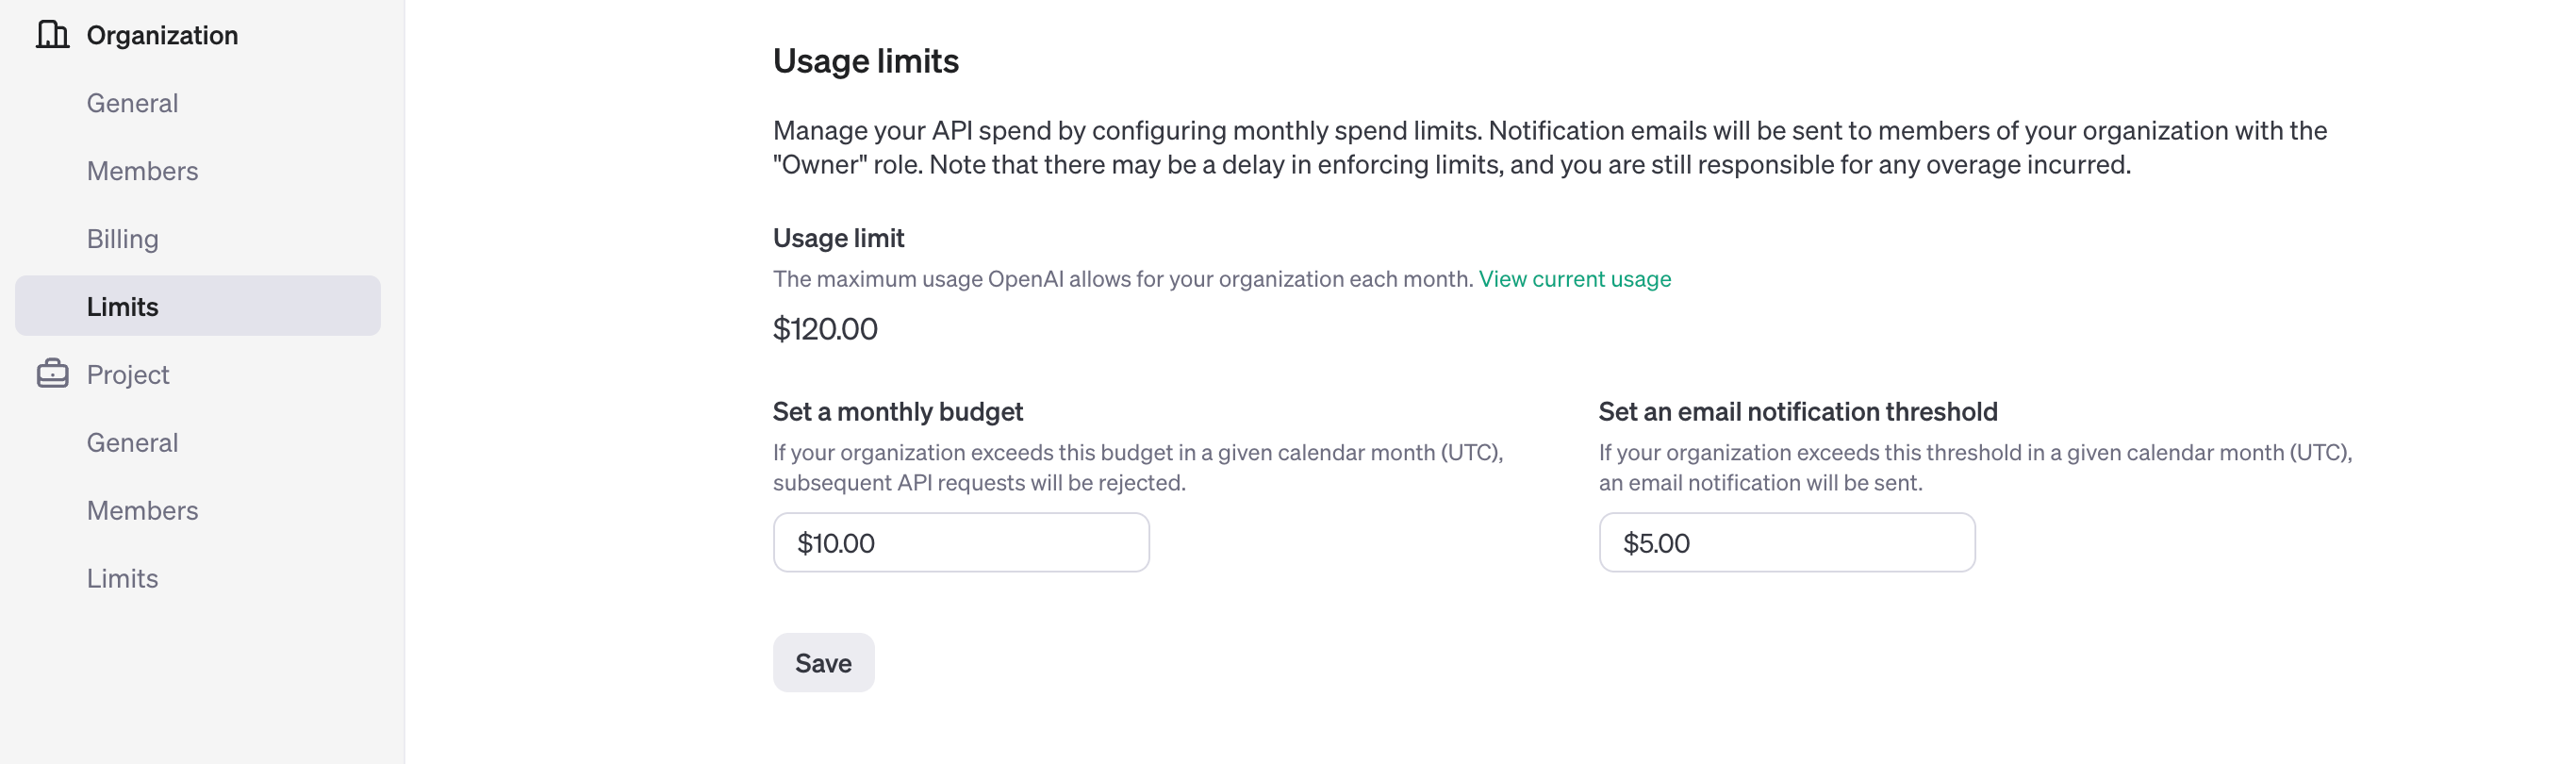 Organization
General
Members
Billing
Limits
Project
General
Members
Limits
Usage limits
Manage your API spend by configuring monthly spend limits. Notification emails will be sent to members of your organization with the
"Owner" role. Note that there may be a delay in enforcing limits, and you are still responsible for any overage incurred.
Usage limit
The maximum usage OpenAI allows for your organization each month. View current usage
$120.00
Set a monthly budget
If your organization exceeds this budget in a given calendar month (UTC),
subsequent API requests will be rejected.
$10.00
Set an email notification threshold
If your organization exceeds this threshold in a given calendar month (UTC),
an email notification will be sent.
$5.00
Save